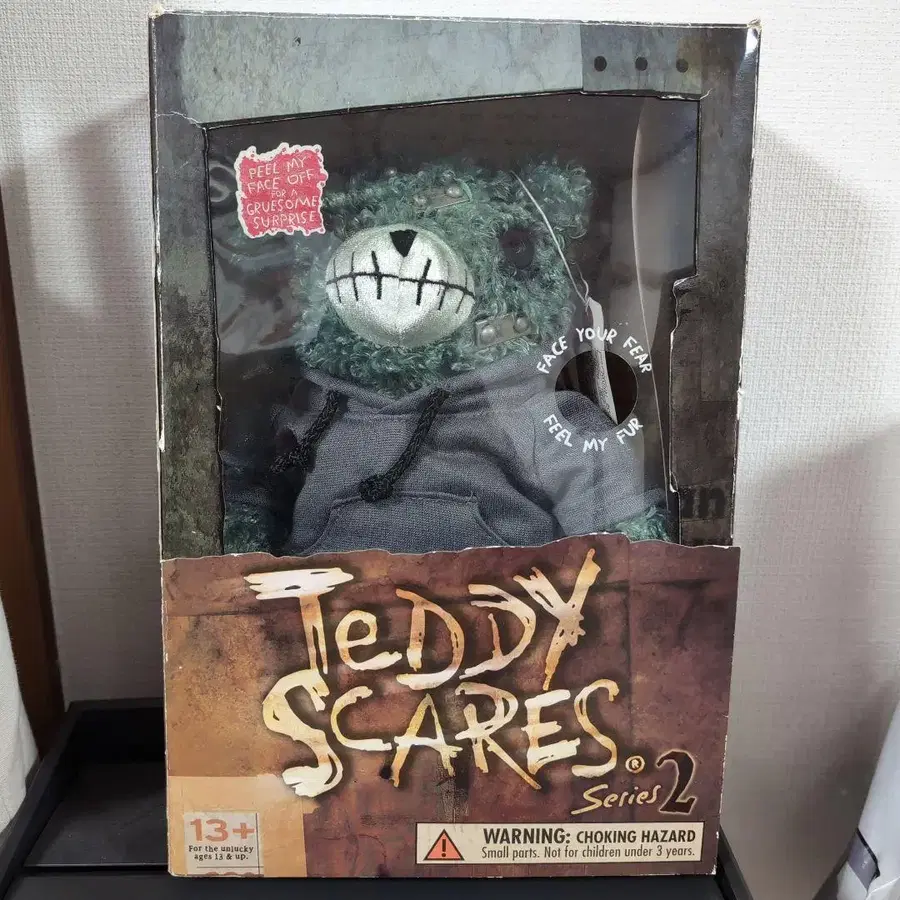 PEEL MY
FACE OFF
FOR A
GRUESOME
SURPRISE
FACE YOUR FEAR
FEEL MY FUR
TeDDY
SCARES®
Series 2
13+
For the unlucky
ages 13 & up.
WARNING: CHOKING HAZARD
Small parts. Not for children under 3 years.